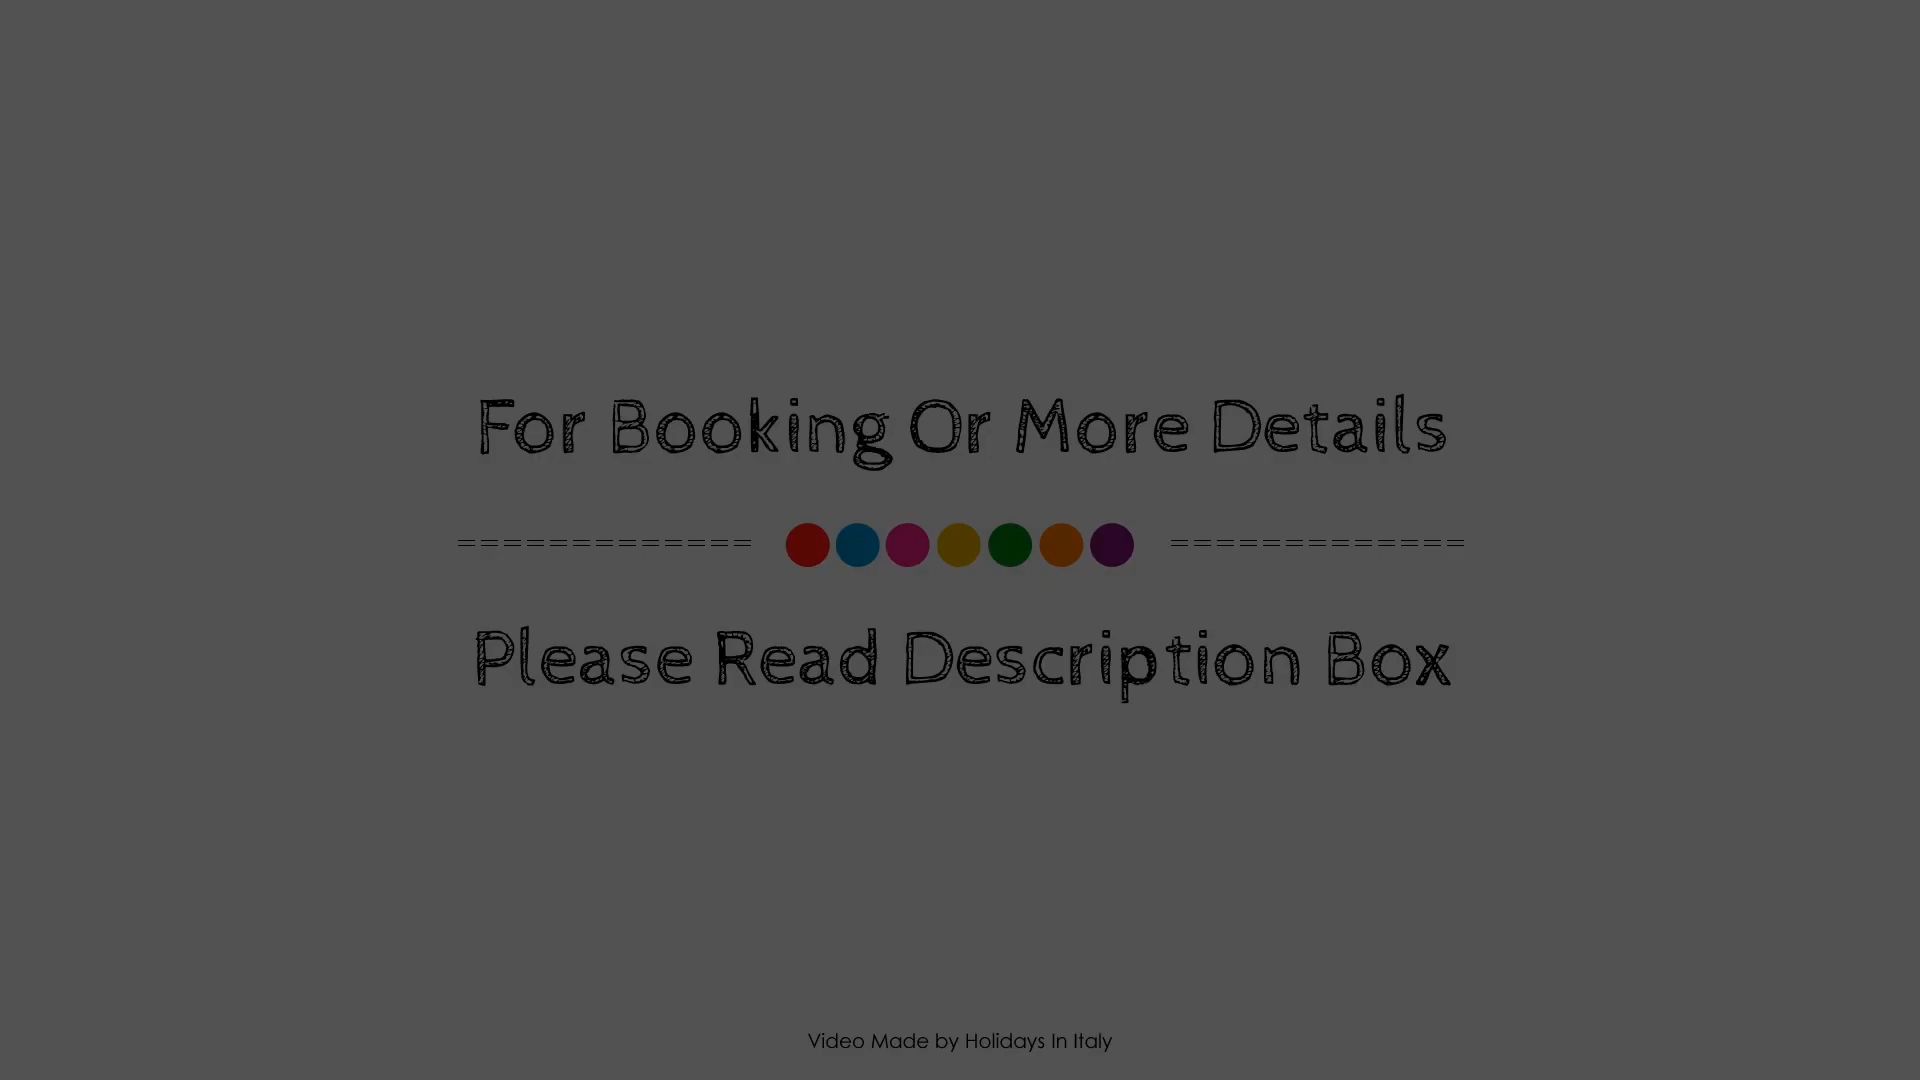 For Booking Or More Details
============= =============
Please Read Description Box
Video Made by Holidays In Italy